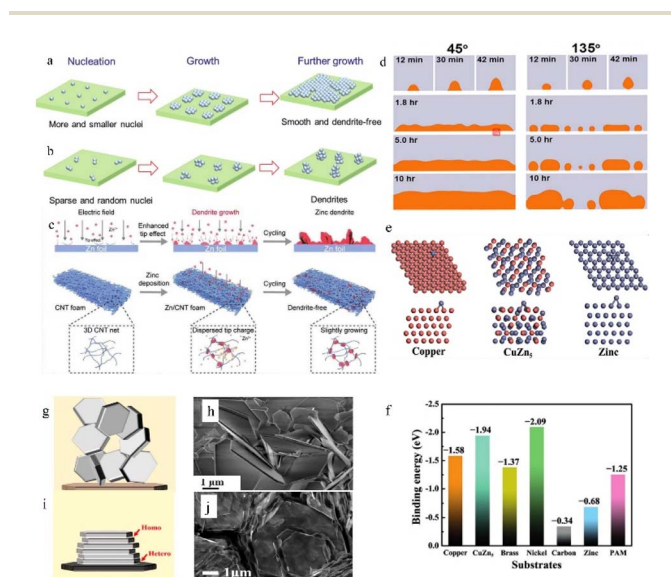 a
Nucleation
Growth
Further growth
More and smaller nuclei
Smooth and dendrite-free
b
Sparse and random nuclei
Dendrites
c
Electric field
Zn²⁺
Enhanced
tip effect
Dendrite growth
Cycling
Zinc dendrite
Zn foil
Zn foil
Zn foil
Zinc
deposition
Cycling
CNT foam
Zn/CNT foam
Dendrite-free
3D CNT net
Dispersed tip charge
Zn²⁺
Slightly growing
d
45°
135°
12 min
30 min
42 min
12 min
30 min
42 min
1.8 hr
1.8 hr
5.0 hr
5.0 hr
10 hr
10 hr
e
Copper
CuZn₅
Zinc
g
h
1 μm
i
Homo
Hetero
j
1μm
f
Binding energy (eV)
-2.5
-2.0
-1.5
-1.0
-0.5
0.0
−1.58
−1.94
−1.37
−2.09
−0.34
−0.68
−1.25
Copper
CuZn₅
Brass
Nickel
Carbon
Zinc
PAM
Substrates